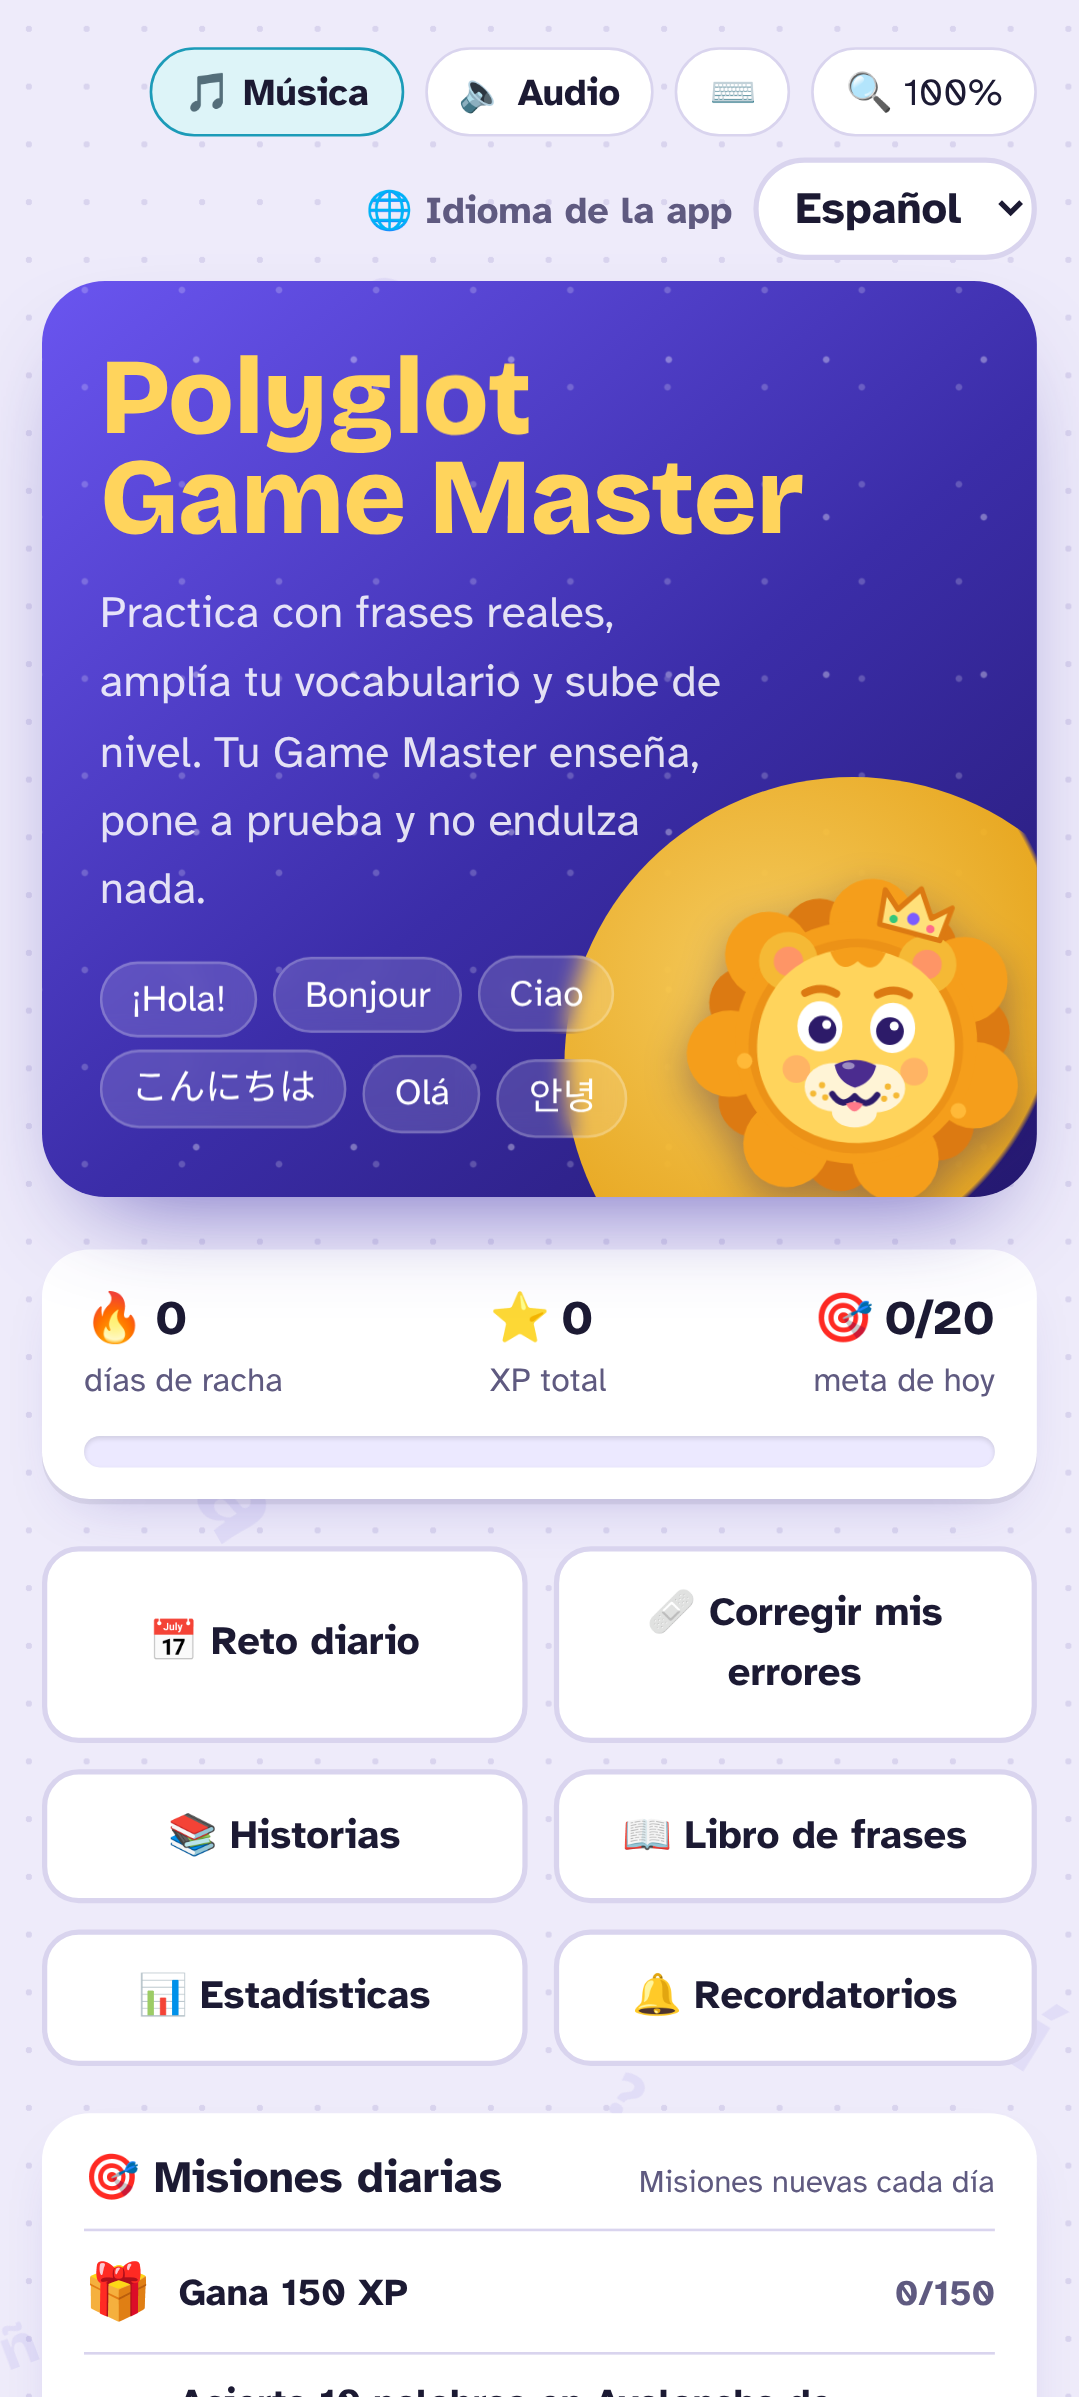 Música
Audio
100%
Idioma de la app
Español
Polyglot
Game Master
Practica con frases reales,
amplía tu vocabulario y sube de
nivel. Tu Game Master enseña,
pone a prueba y no endulza
nada.
¡Hola!
Bonjour
Ciao
こんにちは
Olá
안녕
0
días de racha
0
XP total
0/20
meta de hoy
July
17
Reto diario
Corregir mis
errores
Historias
Libro de frases
Estadísticas
Recordatorios
?
Misiones diarias
Misiones nuevas cada día
Gana 150 XP
0/150
ñ